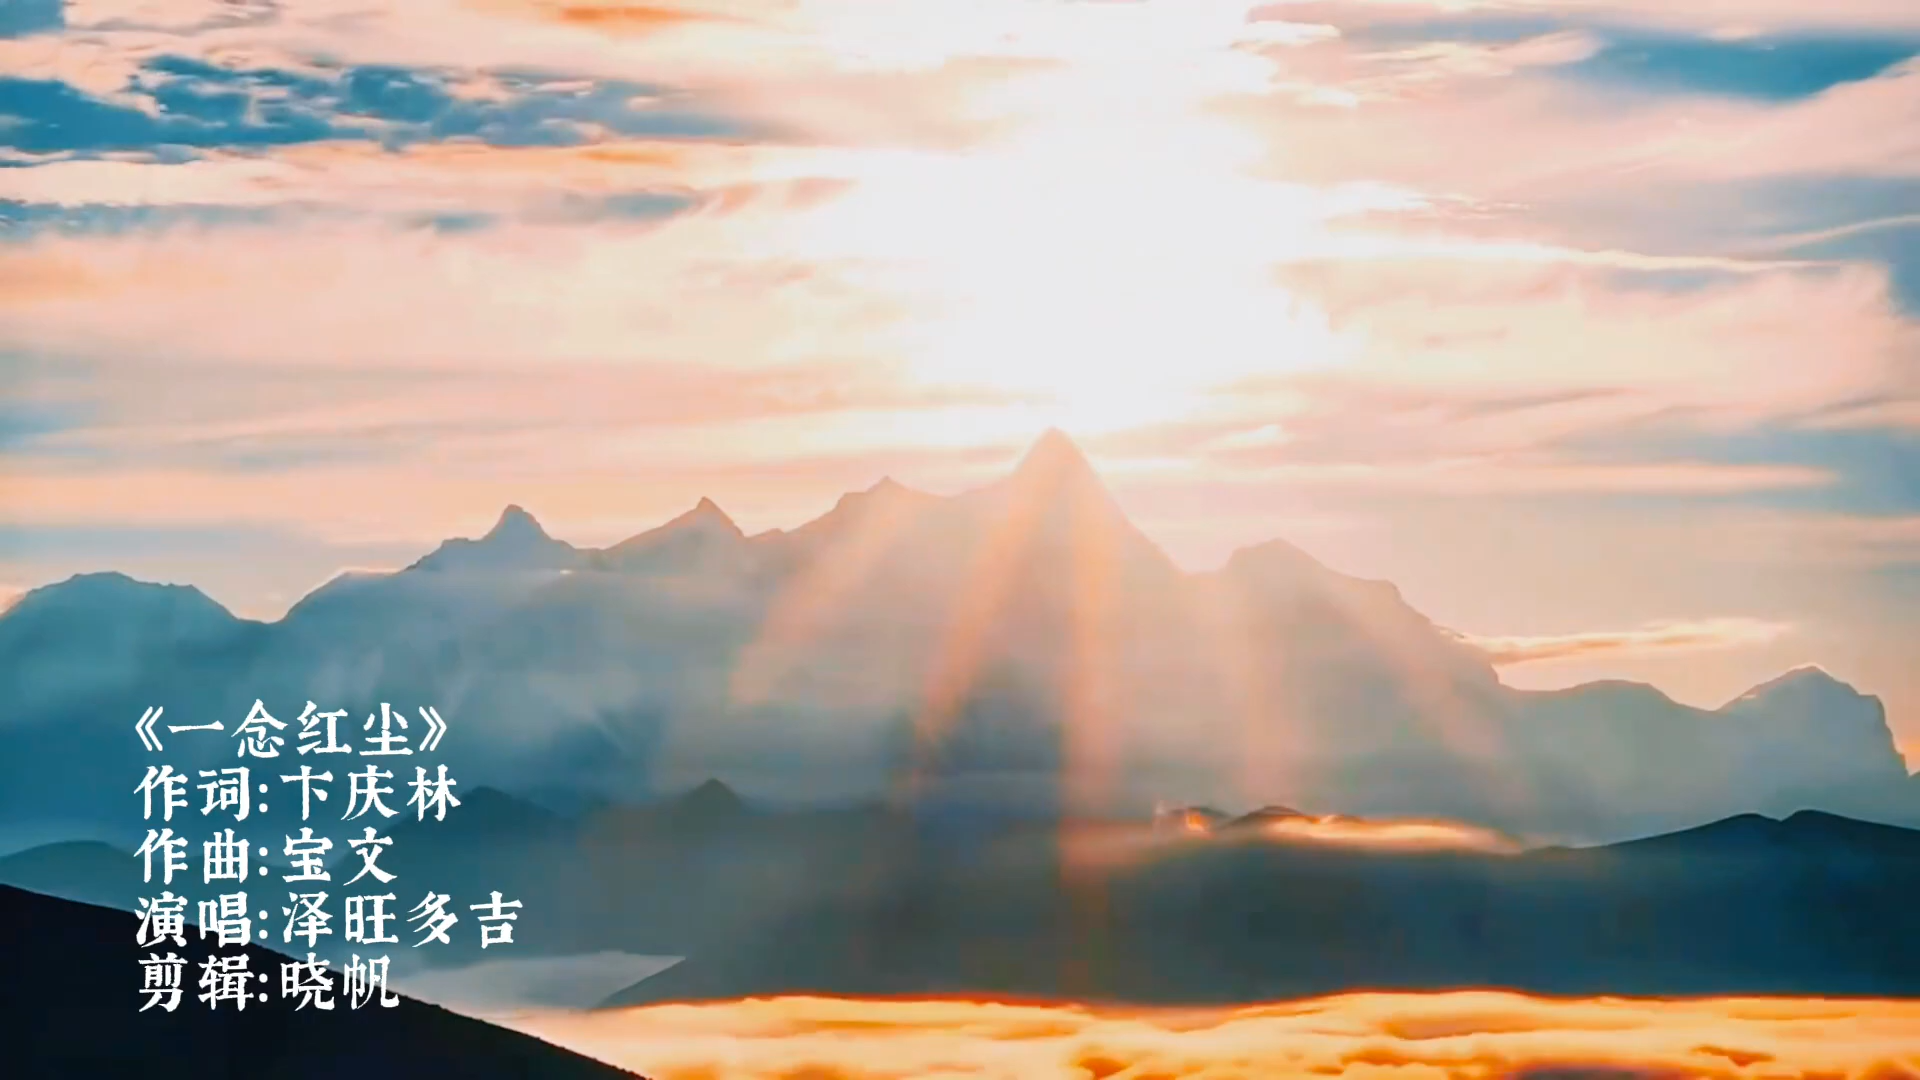 《一念红尘》
作词:卞庆林
作曲:宝文
演唱:泽旺多吉
剪辑:晓帆